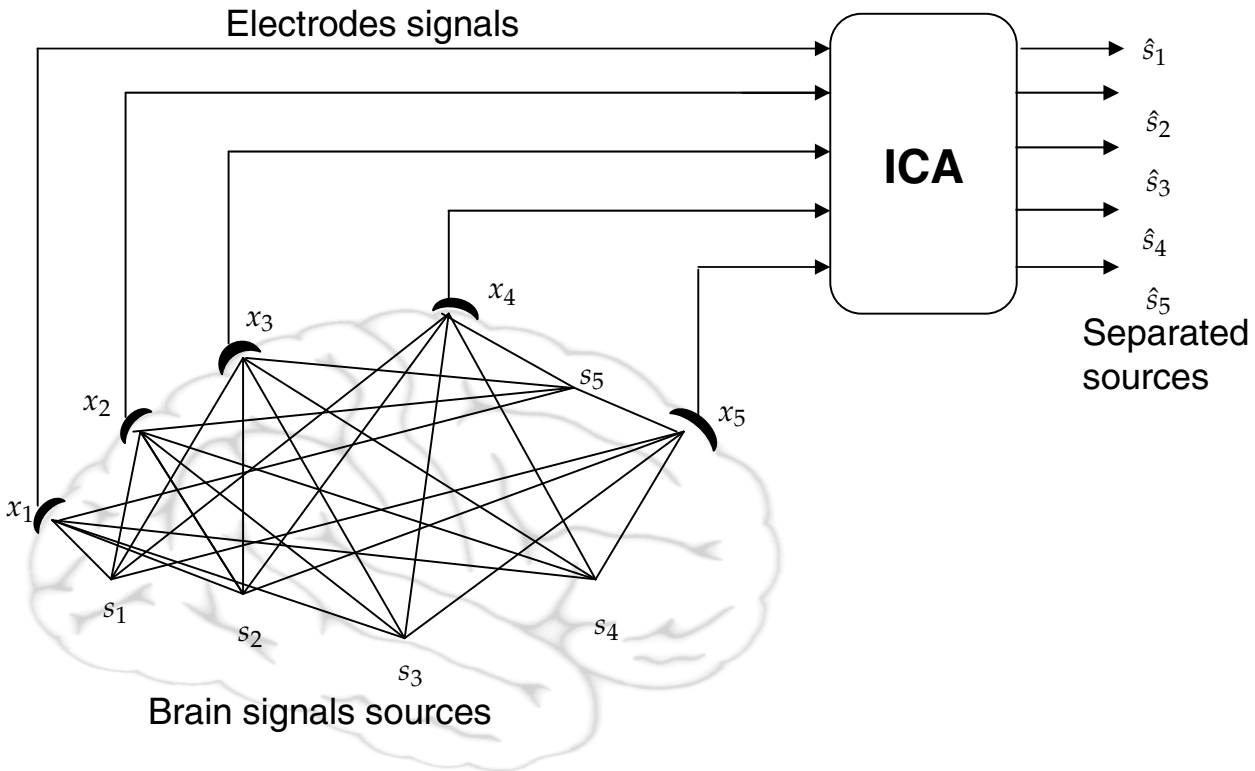 Electrodes signals
ŝ1
ŝ2
ICA
ŝ3
ŝ4
x4
ŝ5
x3
Separated
sources
s5
x2
x5
x1
s1
s2
s4
s3
Brain signals sources